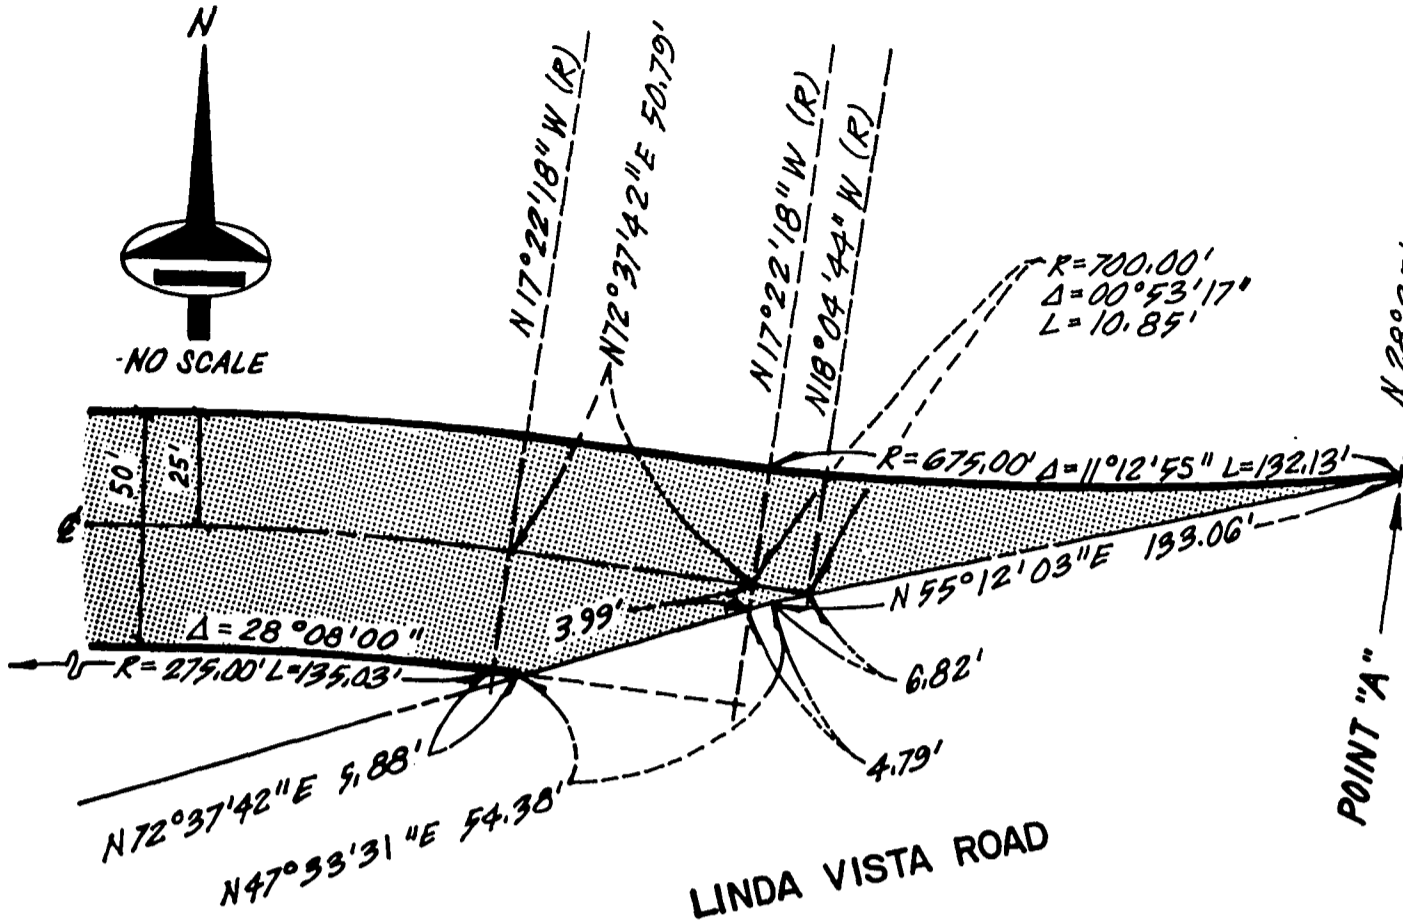 N
-NO SCALE
N17°22'18"W (R)
N72°37'42"E 50.79'
N17°22'18"W (R)
N18°04'44"W (R)
R=700.00'
Δ=00°53'17"
L=10.85'
50'
25'
℄
R=675.00' Δ=11°12'55" L=132.13'
N 55°12'03"E 133.06'
3.99'
Δ=28°08'00"
R=275.00' L=135.03'
6.82'
4.79'
N72°37'42"E 5.88'
N47°33'31"E 54.38'
POINT "A"
LINDA VISTA ROAD